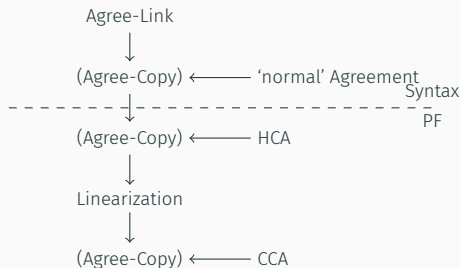 Agree-Link
(Agree-Copy) ‘normal’ Agreement
Syntax
PF
(Agree-Copy) HCA
Linearization
(Agree-Copy) CCA